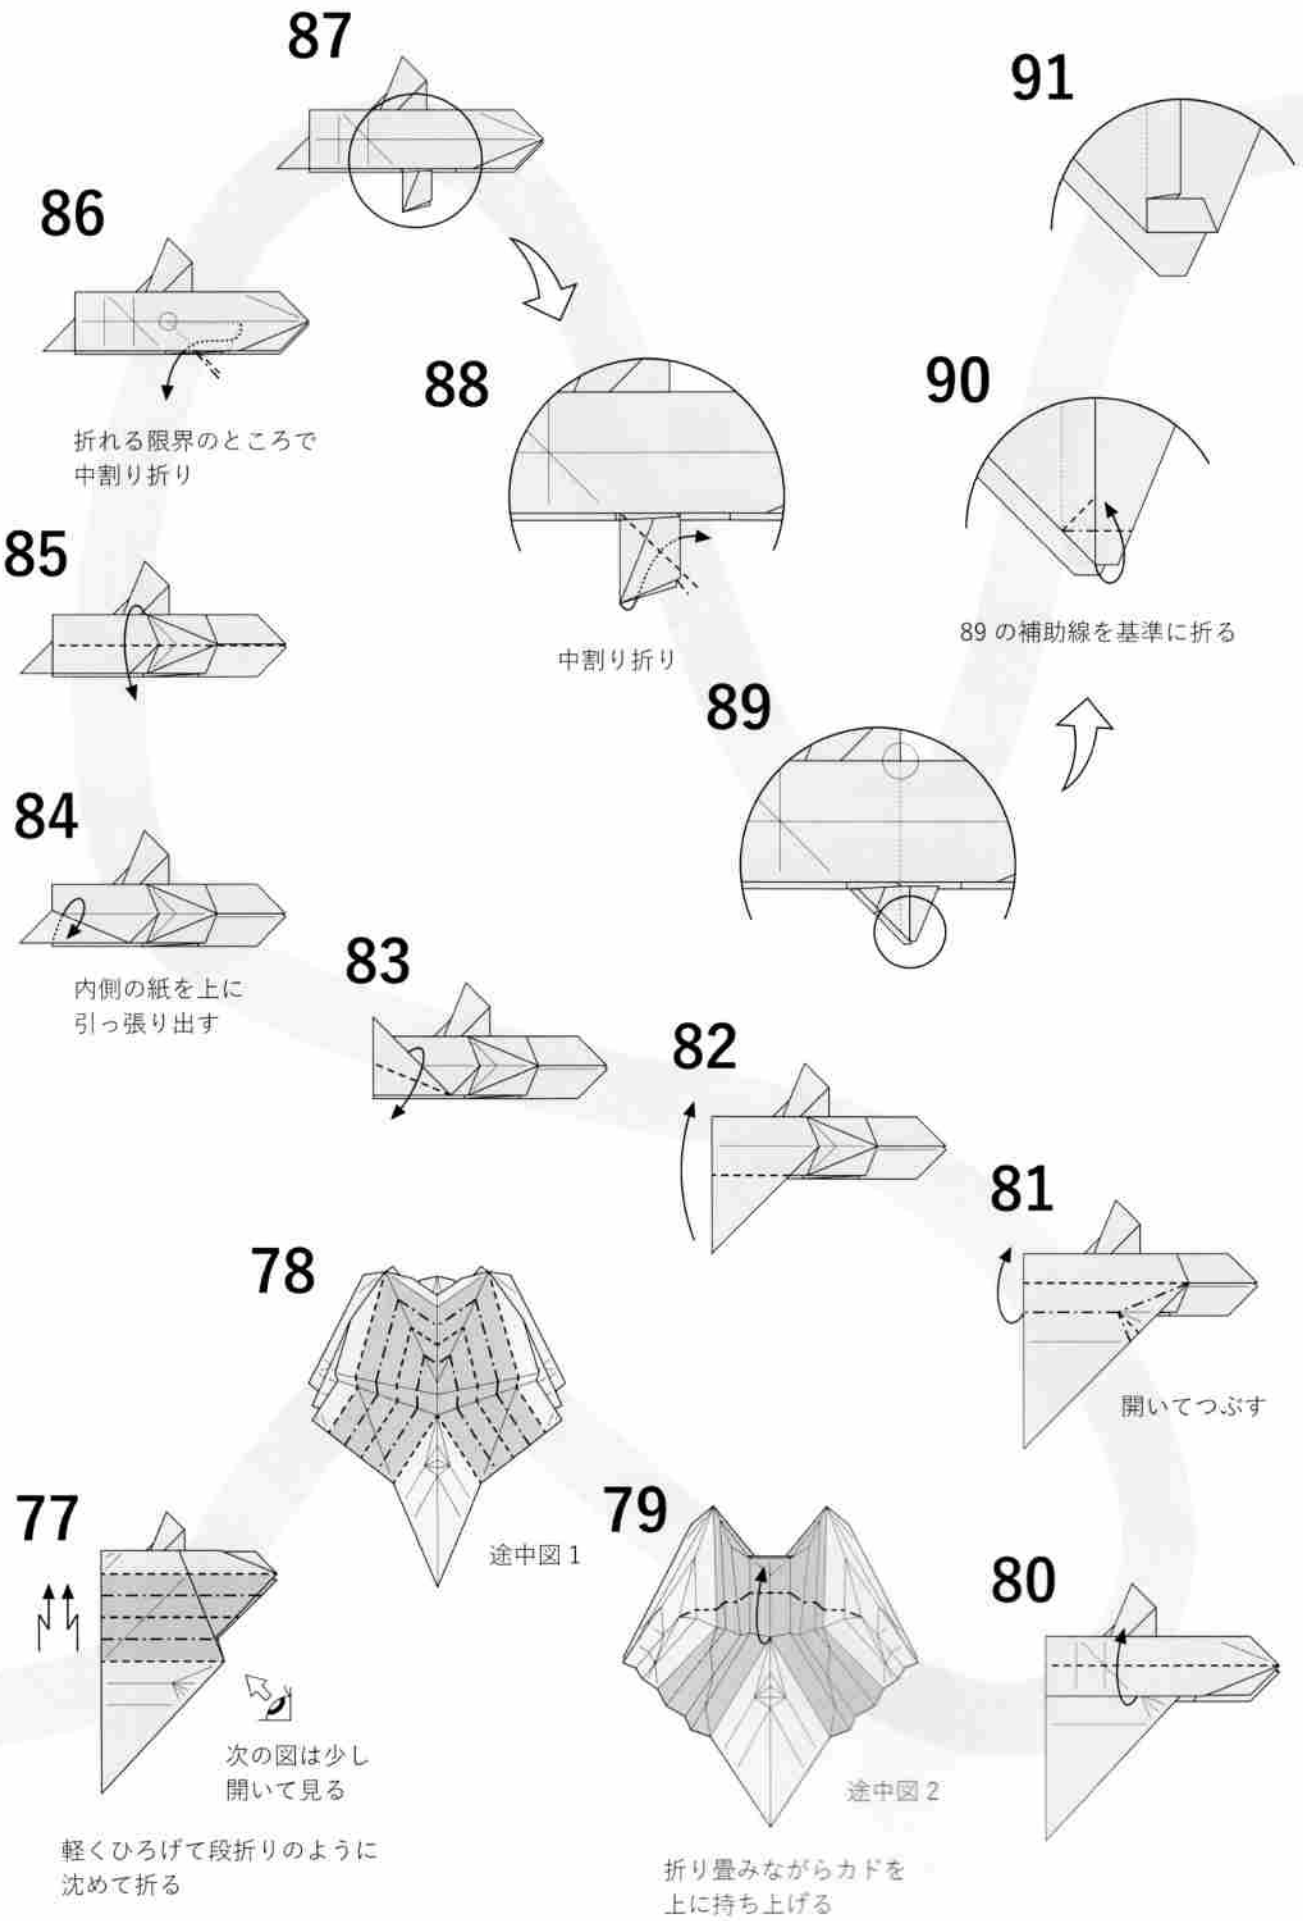 77
次の図は少し
開いて見る
軽くひろげて段折りのように
沈めて折る
78
途中図 1
79
途中図 2
折り畳みながらカドを
上に持ち上げる
80
81
開いてつぶす
82
83
84
内側の紙を上に
引っ張り出す
85
86
折れる限界のところで
中割り折り
87
88
中割り折り
89
90
89 の補助線を基準に折る
91